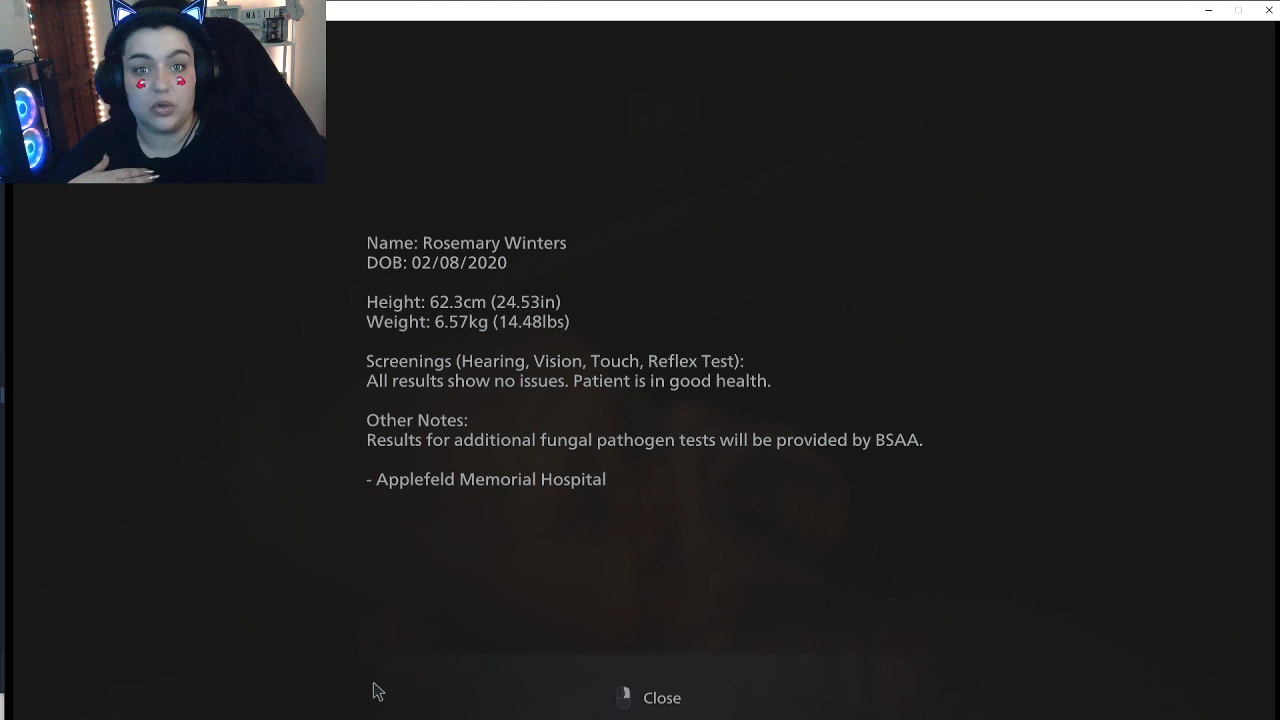 MATTIE
Name: Rosemary Winters
DOB: 02/08/2020
Height: 62.3cm (24.53in)
Weight: 6.57kg (14.48lbs)
Screenings (Hearing, Vision, Touch, Reflex Test):
All results show no issues. Patient is in good health.
Other Notes:
Results for additional fungal pathogen tests will be provided by BSAA.
- Applefeld Memorial Hospital
Close